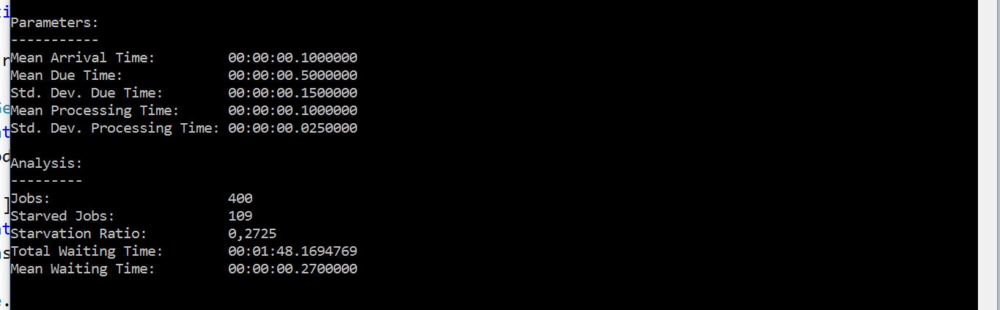 Parameters:
-----------
Mean Arrival Time: 00:00:00.1000000
Mean Due Time: 00:00:00.5000000
Std. Dev. Due Time: 00:00:00.1500000
Mean Processing Time: 00:00:00.1000000
Std. Dev. Processing Time: 00:00:00.0250000
Analysis:
---------
Jobs: 400
Starved Jobs: 109
Starvation Ratio: 0,2725
Total Waiting Time: 00:01:48.1694769
Mean Waiting Time: 00:00:00.2700000